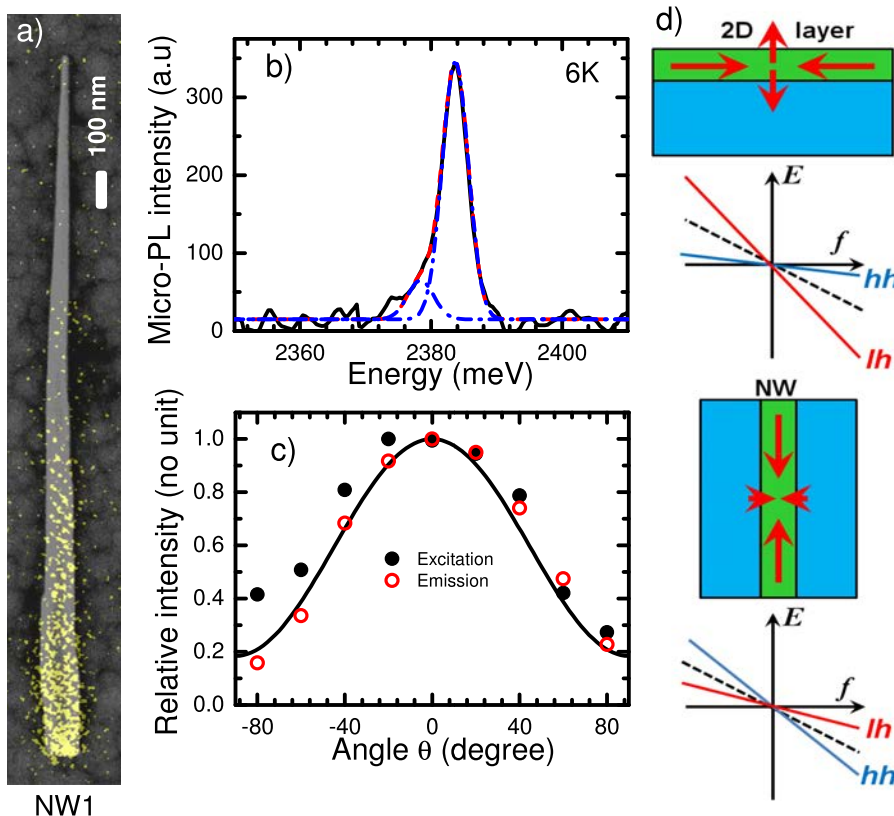 a)
100 nm
NW1
b)
6K
Micro-PL intensity (a.u)
300
200
100
0
2360
2380
2400
Energy (meV)
c)
Relative intensity (no unit)
1.0
0.8
0.6
0.4
0.2
0.0
Excitation
Emission
-80
-40
0
40
80
Angle θ (degree)
d)
2D layer
E
f
hh
lh
NW
E
f
lh
hh